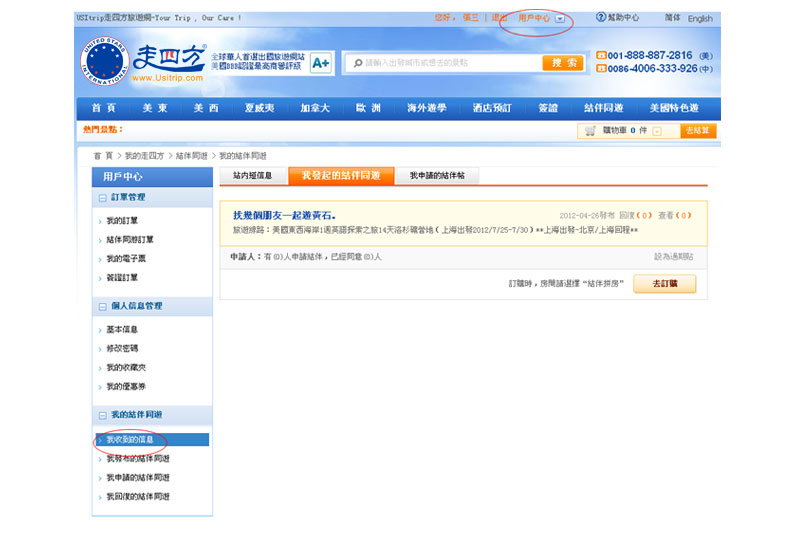 USItrip走四方旅遊網-Your Trip , Our Care !
您好，張三 | 退出 用戶中心
幫助中心 簡体 English
UNITED STARS
走四方®
www.Usitrip.com
全球華人首選出國旅遊網站
美國BBB認證最高商譽評級
A+
請輸入出發城市或想去的景點
搜 索
001-888-887-2816 (美)
0086-4006-333-926 (中)
首 頁 美 東 美 西 夏威夷 加拿大 歐 洲 海外遊學 酒店預訂 簽證 結伴同遊 美國特色遊
熱門景點：
購物車 0 件
去結算
首 頁 > 我的走四方 > 結伴同遊 > 我的結伴同遊
用戶中心
訂單管理
我的訂單
結伴同游訂單
我的電子票
簽證訂單
個人信息管理
基本信息
修改密碼
我的收藏夾
我的優惠券
我的結伴同遊
我收到的信息
我發布的結伴同遊
我申請的結伴同遊
我回復的結伴同遊
站内短信息 我發起的結伴同遊 我申請的結伴帖
找幾個朋友一起遊黃石。
2012-04-26發布 回復(0) 查看(0)
旅遊線路：美國東西海岸1週英語探索之旅14天洛杉磯營地（上海出發2012/7/25-7/30）**上海出發-北京/上海回程**
申請人：有(0)人申請結伴，已經同意(0)人
設為過期貼
訂購時，房間請選擇“結伴拼房”
去訂購